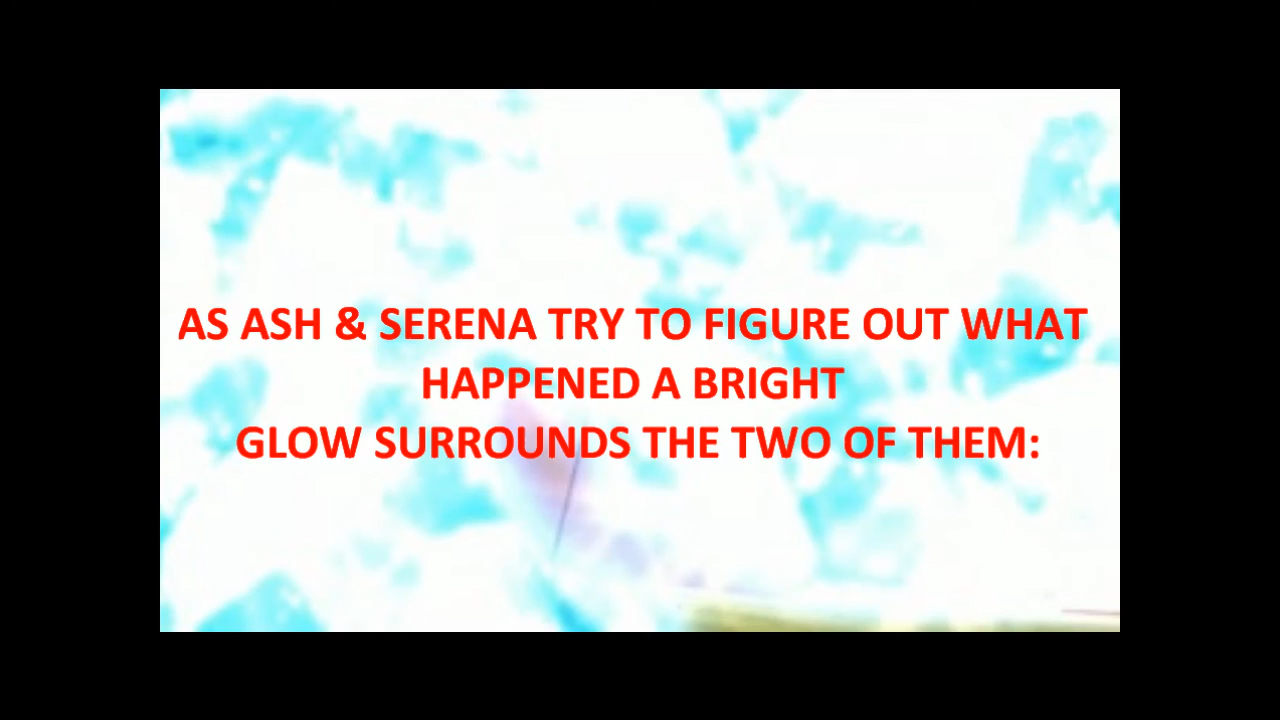 AS ASH & SERENA TRY TO FIGURE OUT WHAT
HAPPENED A BRIGHT
GLOW SURROUNDS THE TWO OF THEM: